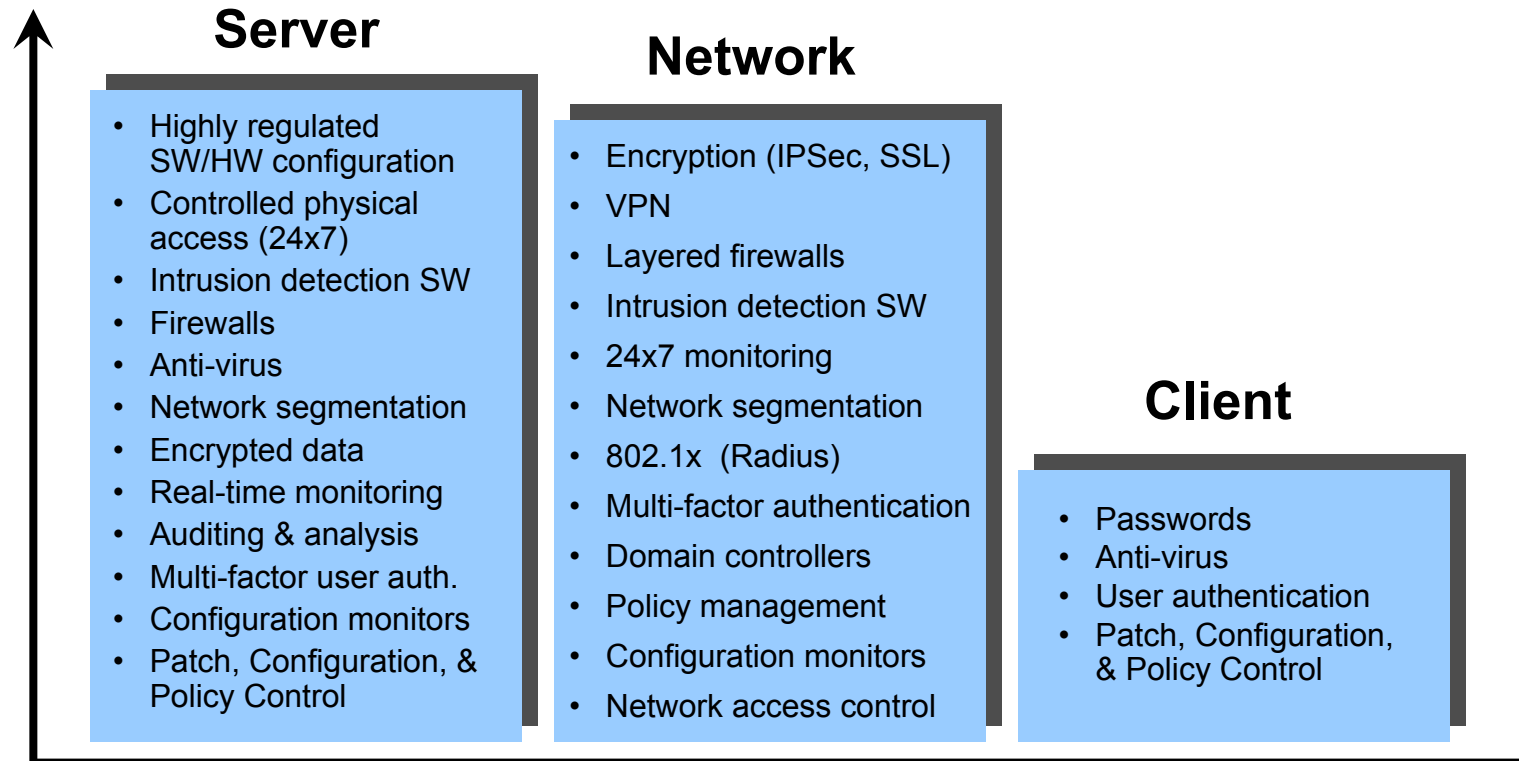 Server
• Highly regulated
SW/HW configuration
• Controlled physical
access (24x7)
• Intrusion detection SW
• Firewalls
• Anti-virus
• Network segmentation
• Encrypted data
• Real-time monitoring
• Auditing & analysis
• Multi-factor user auth.
• Configuration monitors
• Patch, Configuration, &
Policy Control
Network
• Encryption (IPSec, SSL)
• VPN
• Layered firewalls
• Intrusion detection SW
• 24x7 monitoring
• Network segmentation
• 802.1x (Radius)
• Multi-factor authentication
• Domain controllers
• Policy management
• Configuration monitors
• Network access control
Client
• Passwords
• Anti-virus
• User authentication
• Patch, Configuration,
& Policy Control